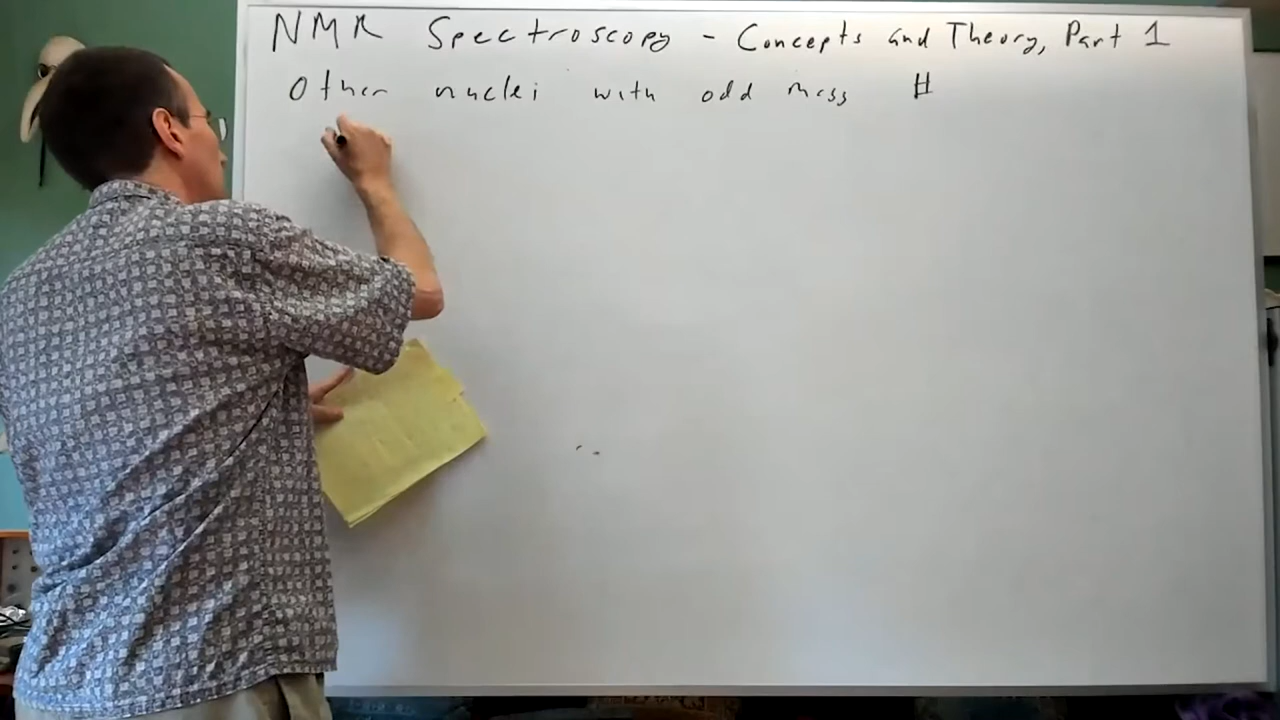 NMR Spectroscopy - Concepts and Theory, Part 1
Other nuclei with odd mass #